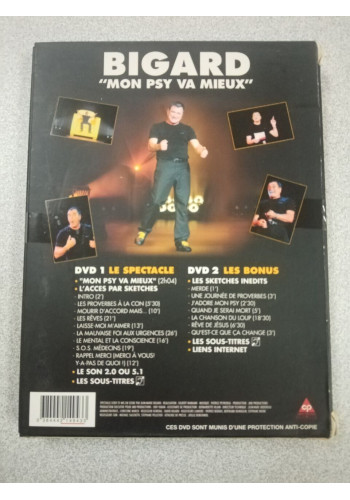 BIGARD
"MON PSY VA MIEUX"
DVD 1 LE SPECTACLE
• "MON PSY VA MIEUX" (2h04)
• L'ACCES PAR SKETCHES
- INTRO (2')
- LES PROVERBES À LA CON (5'30)
- MOURIR D'ACCORD MAIS... (10')
- LES RÊVES (21')
- LAISSE-MOI M'AIMER (13')
- LA MAUVAISE FOI AUX URGENCES (26')
- LE MENTAL ET LA CONSCIENCE (16')
- S.O.S. MÉDECINS (19')
- RAPPEL MERCI (MERCI À VOUS!
Y-A-PAS DE QUOI !) (12')
• LE SON 2.0 OU 5.1
• LES SOUS-TITRES
DVD 2 LES BONUS
• LES SKETCHES INEDITS
- MERDE (1')
- UNE JOURNÉE DE PROVERBES (3')
- J'ADORE MON PSY (2'30)
- QUAND JE SERAI MORT (5')
- LA CHANSON DU LOUP (18'30)
- RÊVE DE JÉSUS (6'30)
- QU'EST-CE QUE ÇA CHANGE (3')
• LES SOUS-TITRES
• LIENS INTERNET
CP
CES DVD SONT MUNIS D'UNE PROTECTION ANTI-COPIE